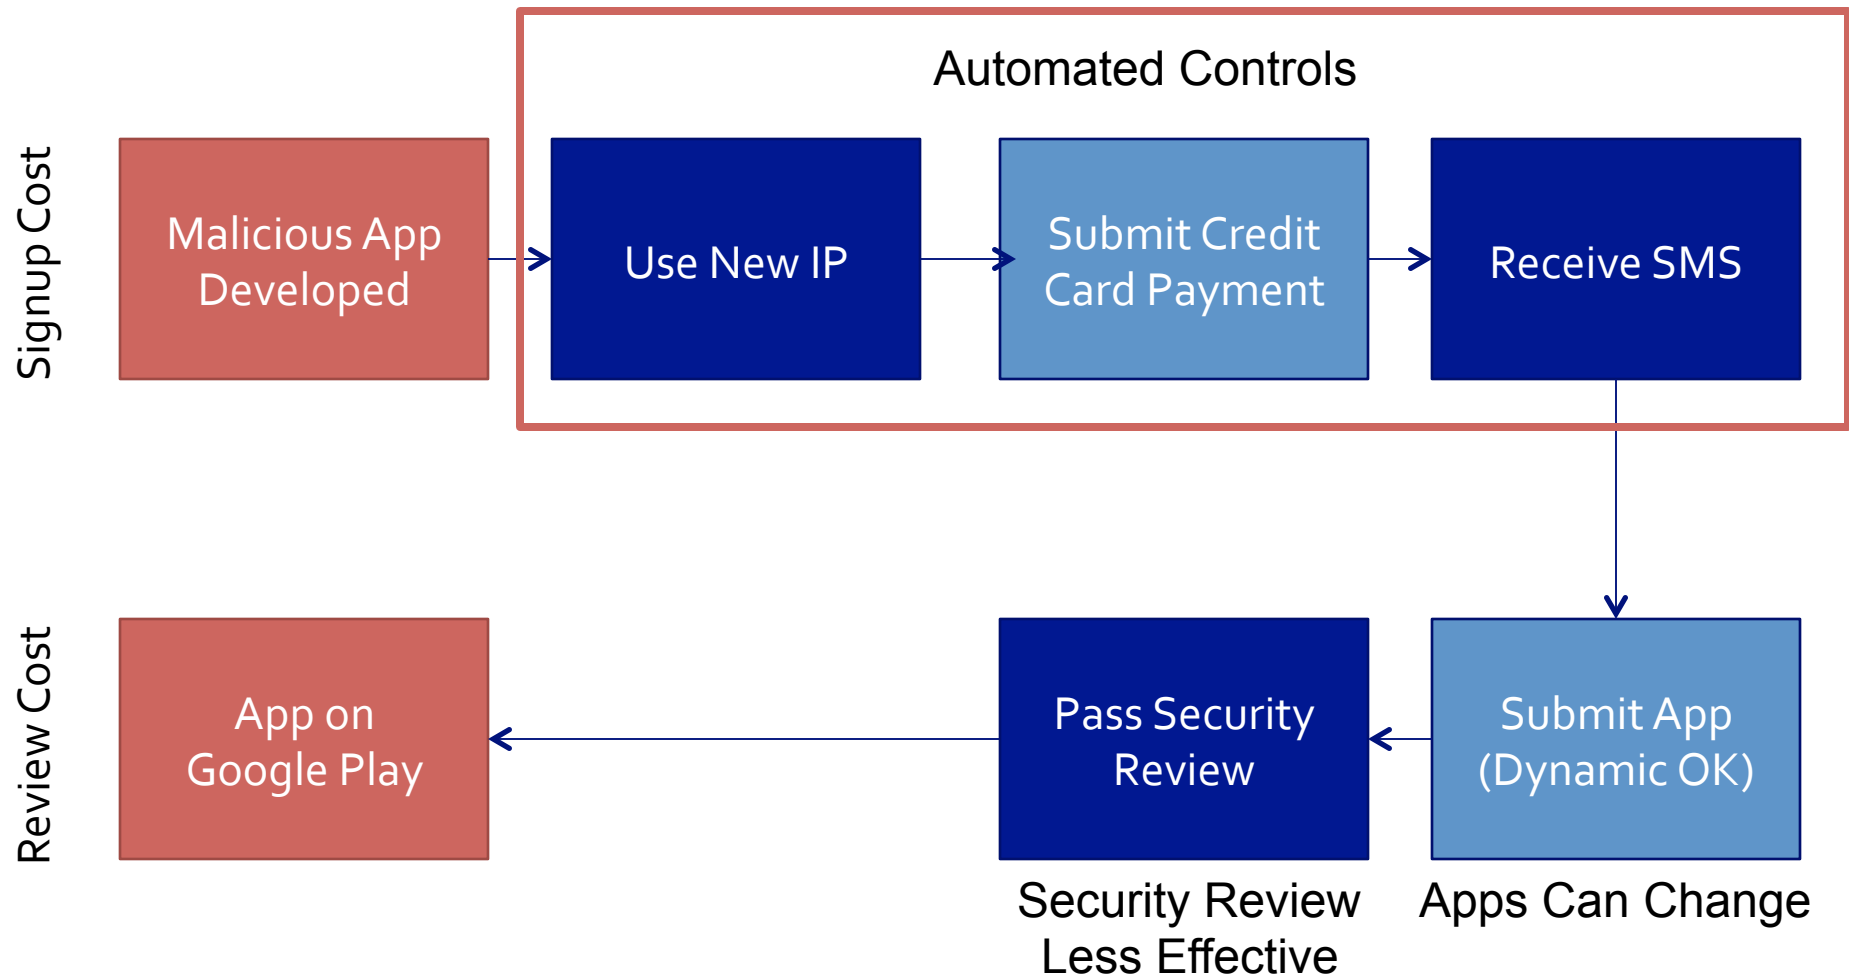 Automated Controls
Signup Cost
Malicious App
Developed
Use New IP
Submit Credit
Card Payment
Receive SMS
Review Cost
App on
Google Play
Pass Security
Review
Submit App
(Dynamic OK)
Security Review
Less Effective
Apps Can Change